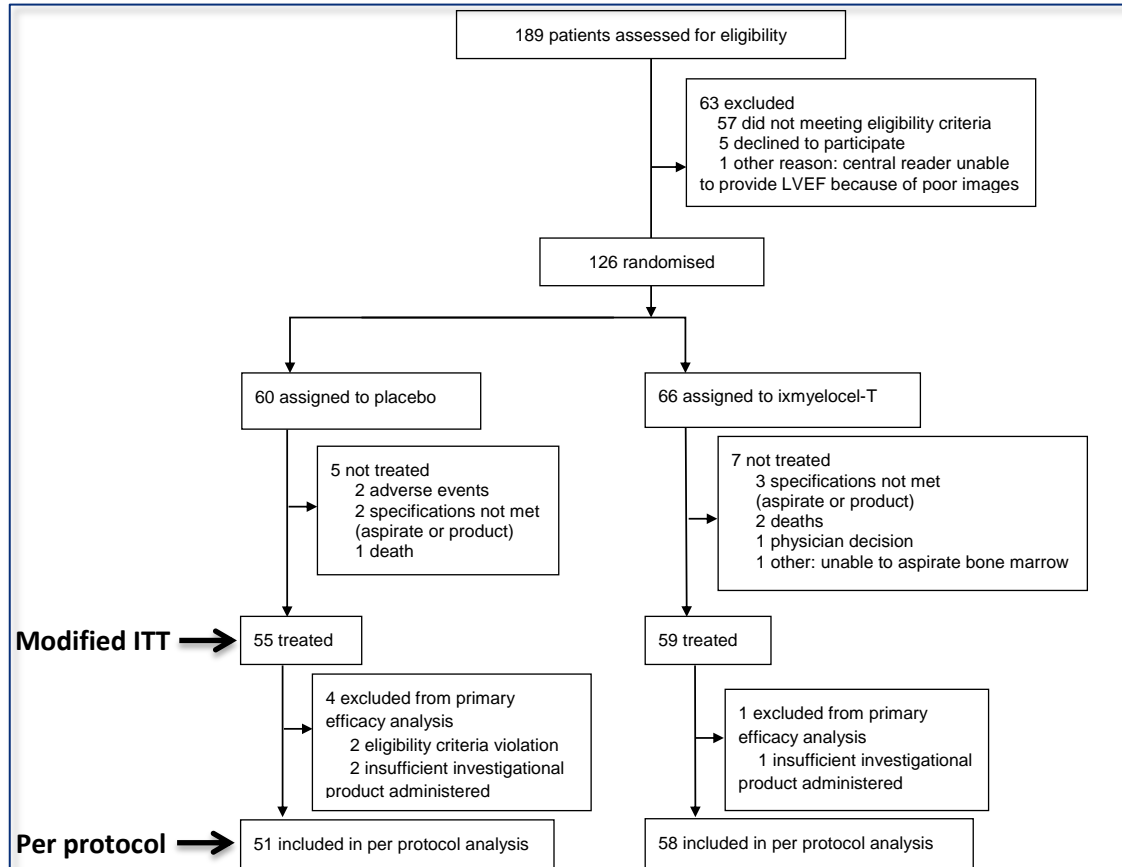 189 patients assessed for eligibility
63 excluded
57 did not meeting eligibility criteria
5 declined to participate
1 other reason: central reader unable
to provide LVEF because of poor images
126 randomised
60 assigned to placebo
66 assigned to ixmyelocel-T
5 not treated
2 adverse events
2 specifications not met
(aspirate or product)
1 death
7 not treated
3 specifications not met
(aspirate or product)
2 deaths
1 physician decision
1 other: unable to aspirate bone marrow
Modified ITT
55 treated
59 treated
4 excluded from primary
efficacy analysis
2 eligibility criteria violation
2 insufficient investigational
product administered
1 excluded from primary
efficacy analysis
1 insufficient investigational
product administered
Per protocol
51 included in per protocol analysis
58 included in per protocol analysis